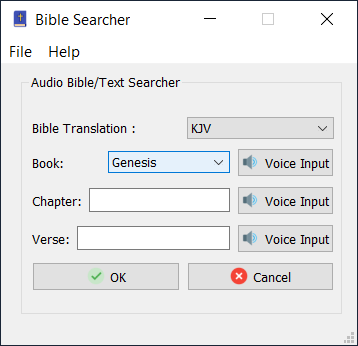 Bible Searcher
File Help
Audio Bible/Text Searcher
Bible Translation : KJV
Book: Genesis Voice Input
Chapter: Voice Input
Verse: Voice Input
OK Cancel